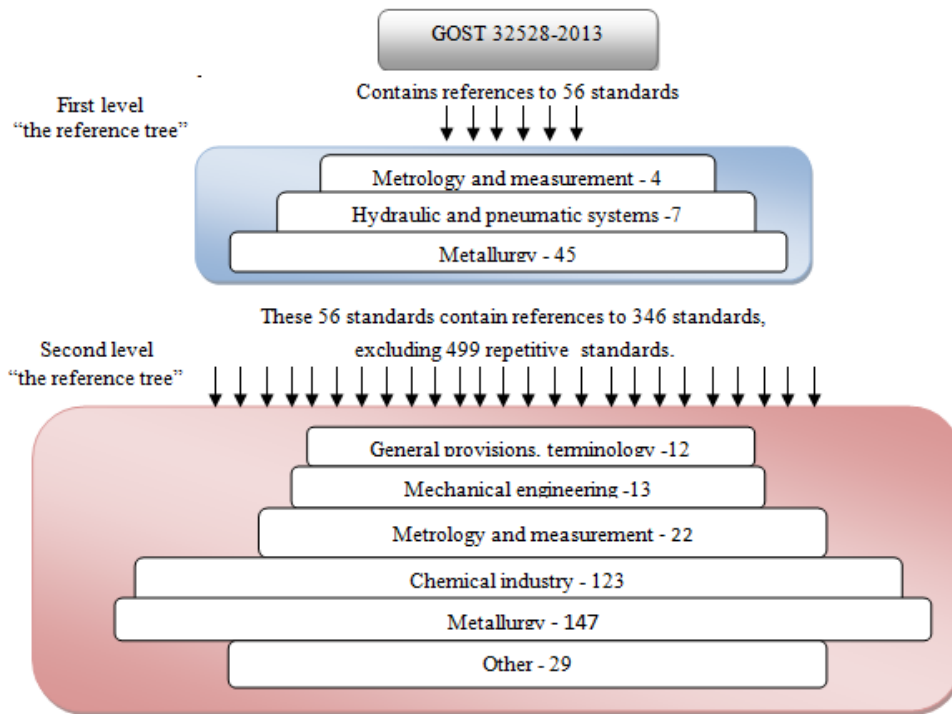 GOST 32528-2013
Contains references to 56 standards
First level
“the reference tree”
Metrology and measurement - 4
Hydraulic and pneumatic systems -7
Metallurgy - 45
These 56 standards contain references to 346 standards,
excluding 499 repetitive standards.
Second level
“the reference tree”
General provisions, terminology -12
Mechanical engineering -13
Metrology and measurement - 22
Chemical industry - 123
Metallurgy - 147
Other - 29